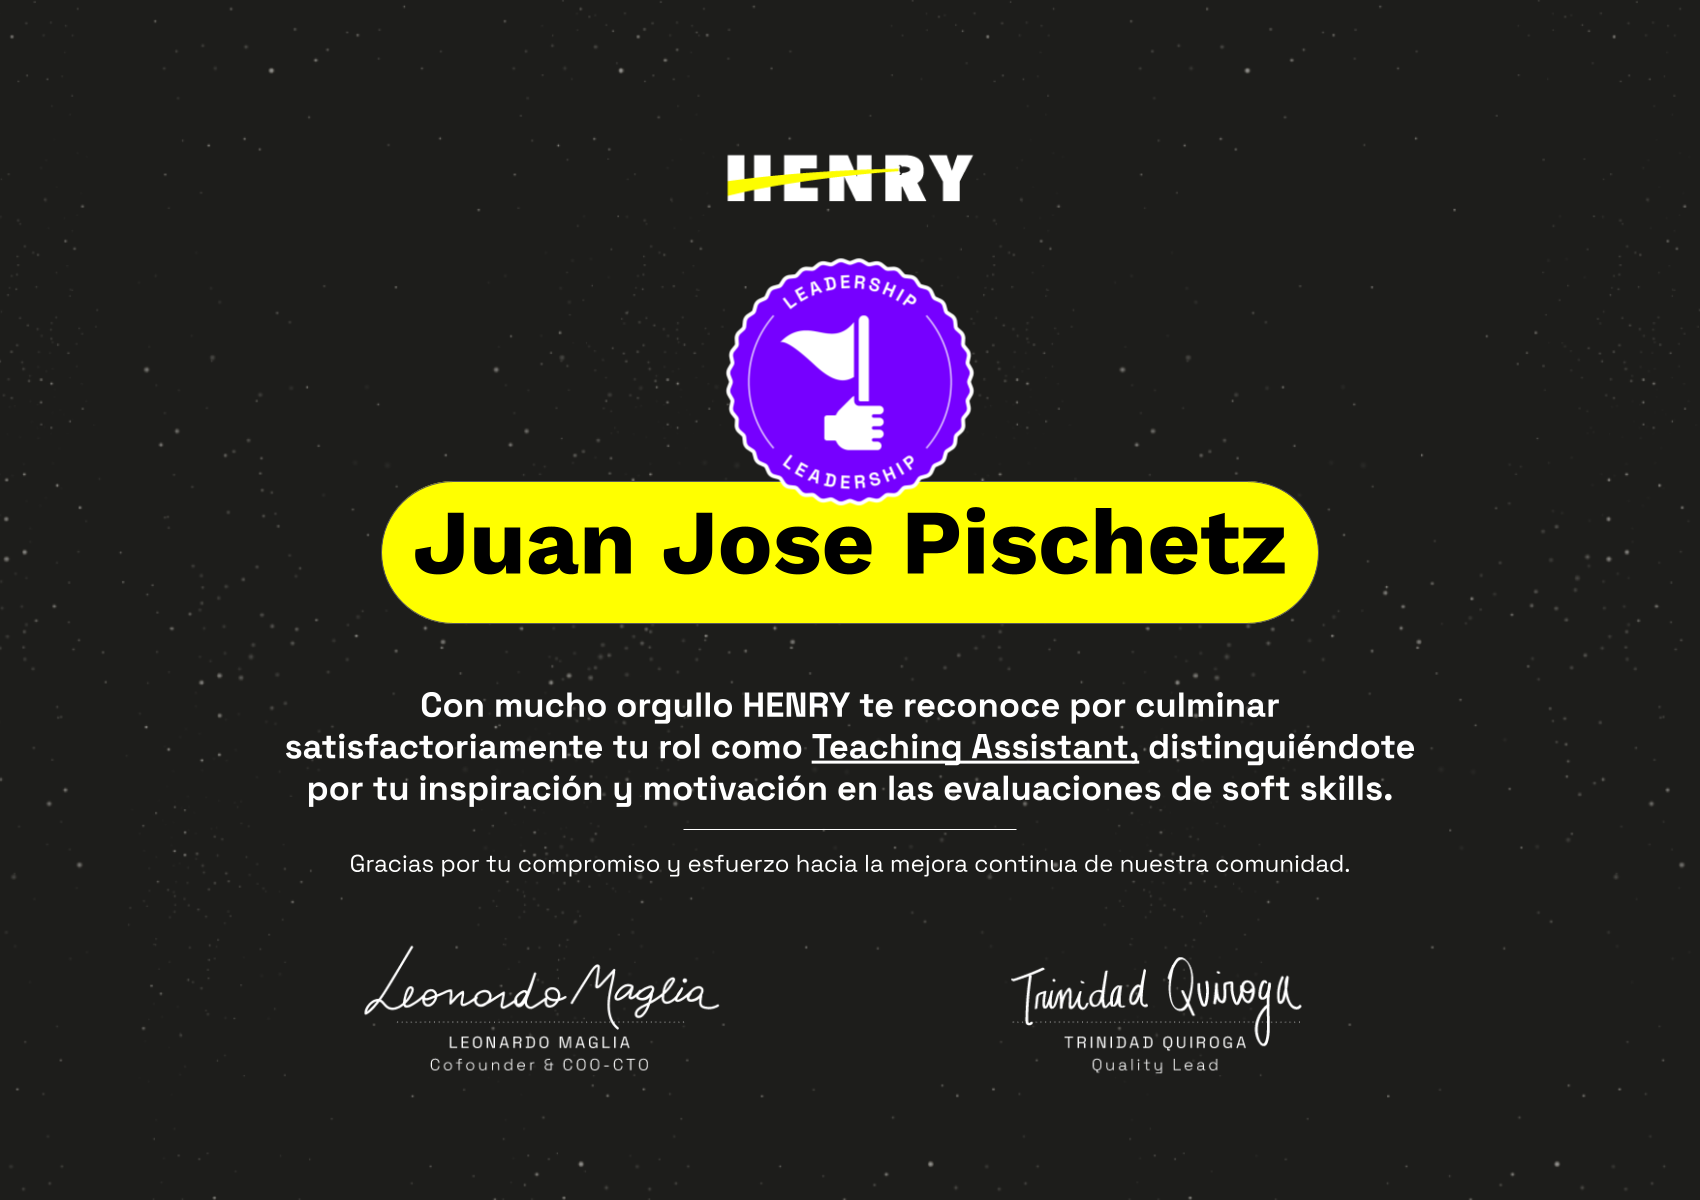 HENRY
LEADERSHIP
LEADERSHIP
Juan Jose Pischetz
Con mucho orgullo HENRY te reconoce por culminar
satisfactoriamente tu rol como Teaching Assistant, distinguiéndote
por tu inspiración y motivación en las evaluaciones de soft skills.
Gracias por tu compromiso y esfuerzo hacia la mejora continua de nuestra comunidad.
Leonardo Maglia
LEONARDO MAGLIA
Cofounder & COO-CTO
Trinidad Quiroga
TRINIDAD QUIROGA
Quality Lead